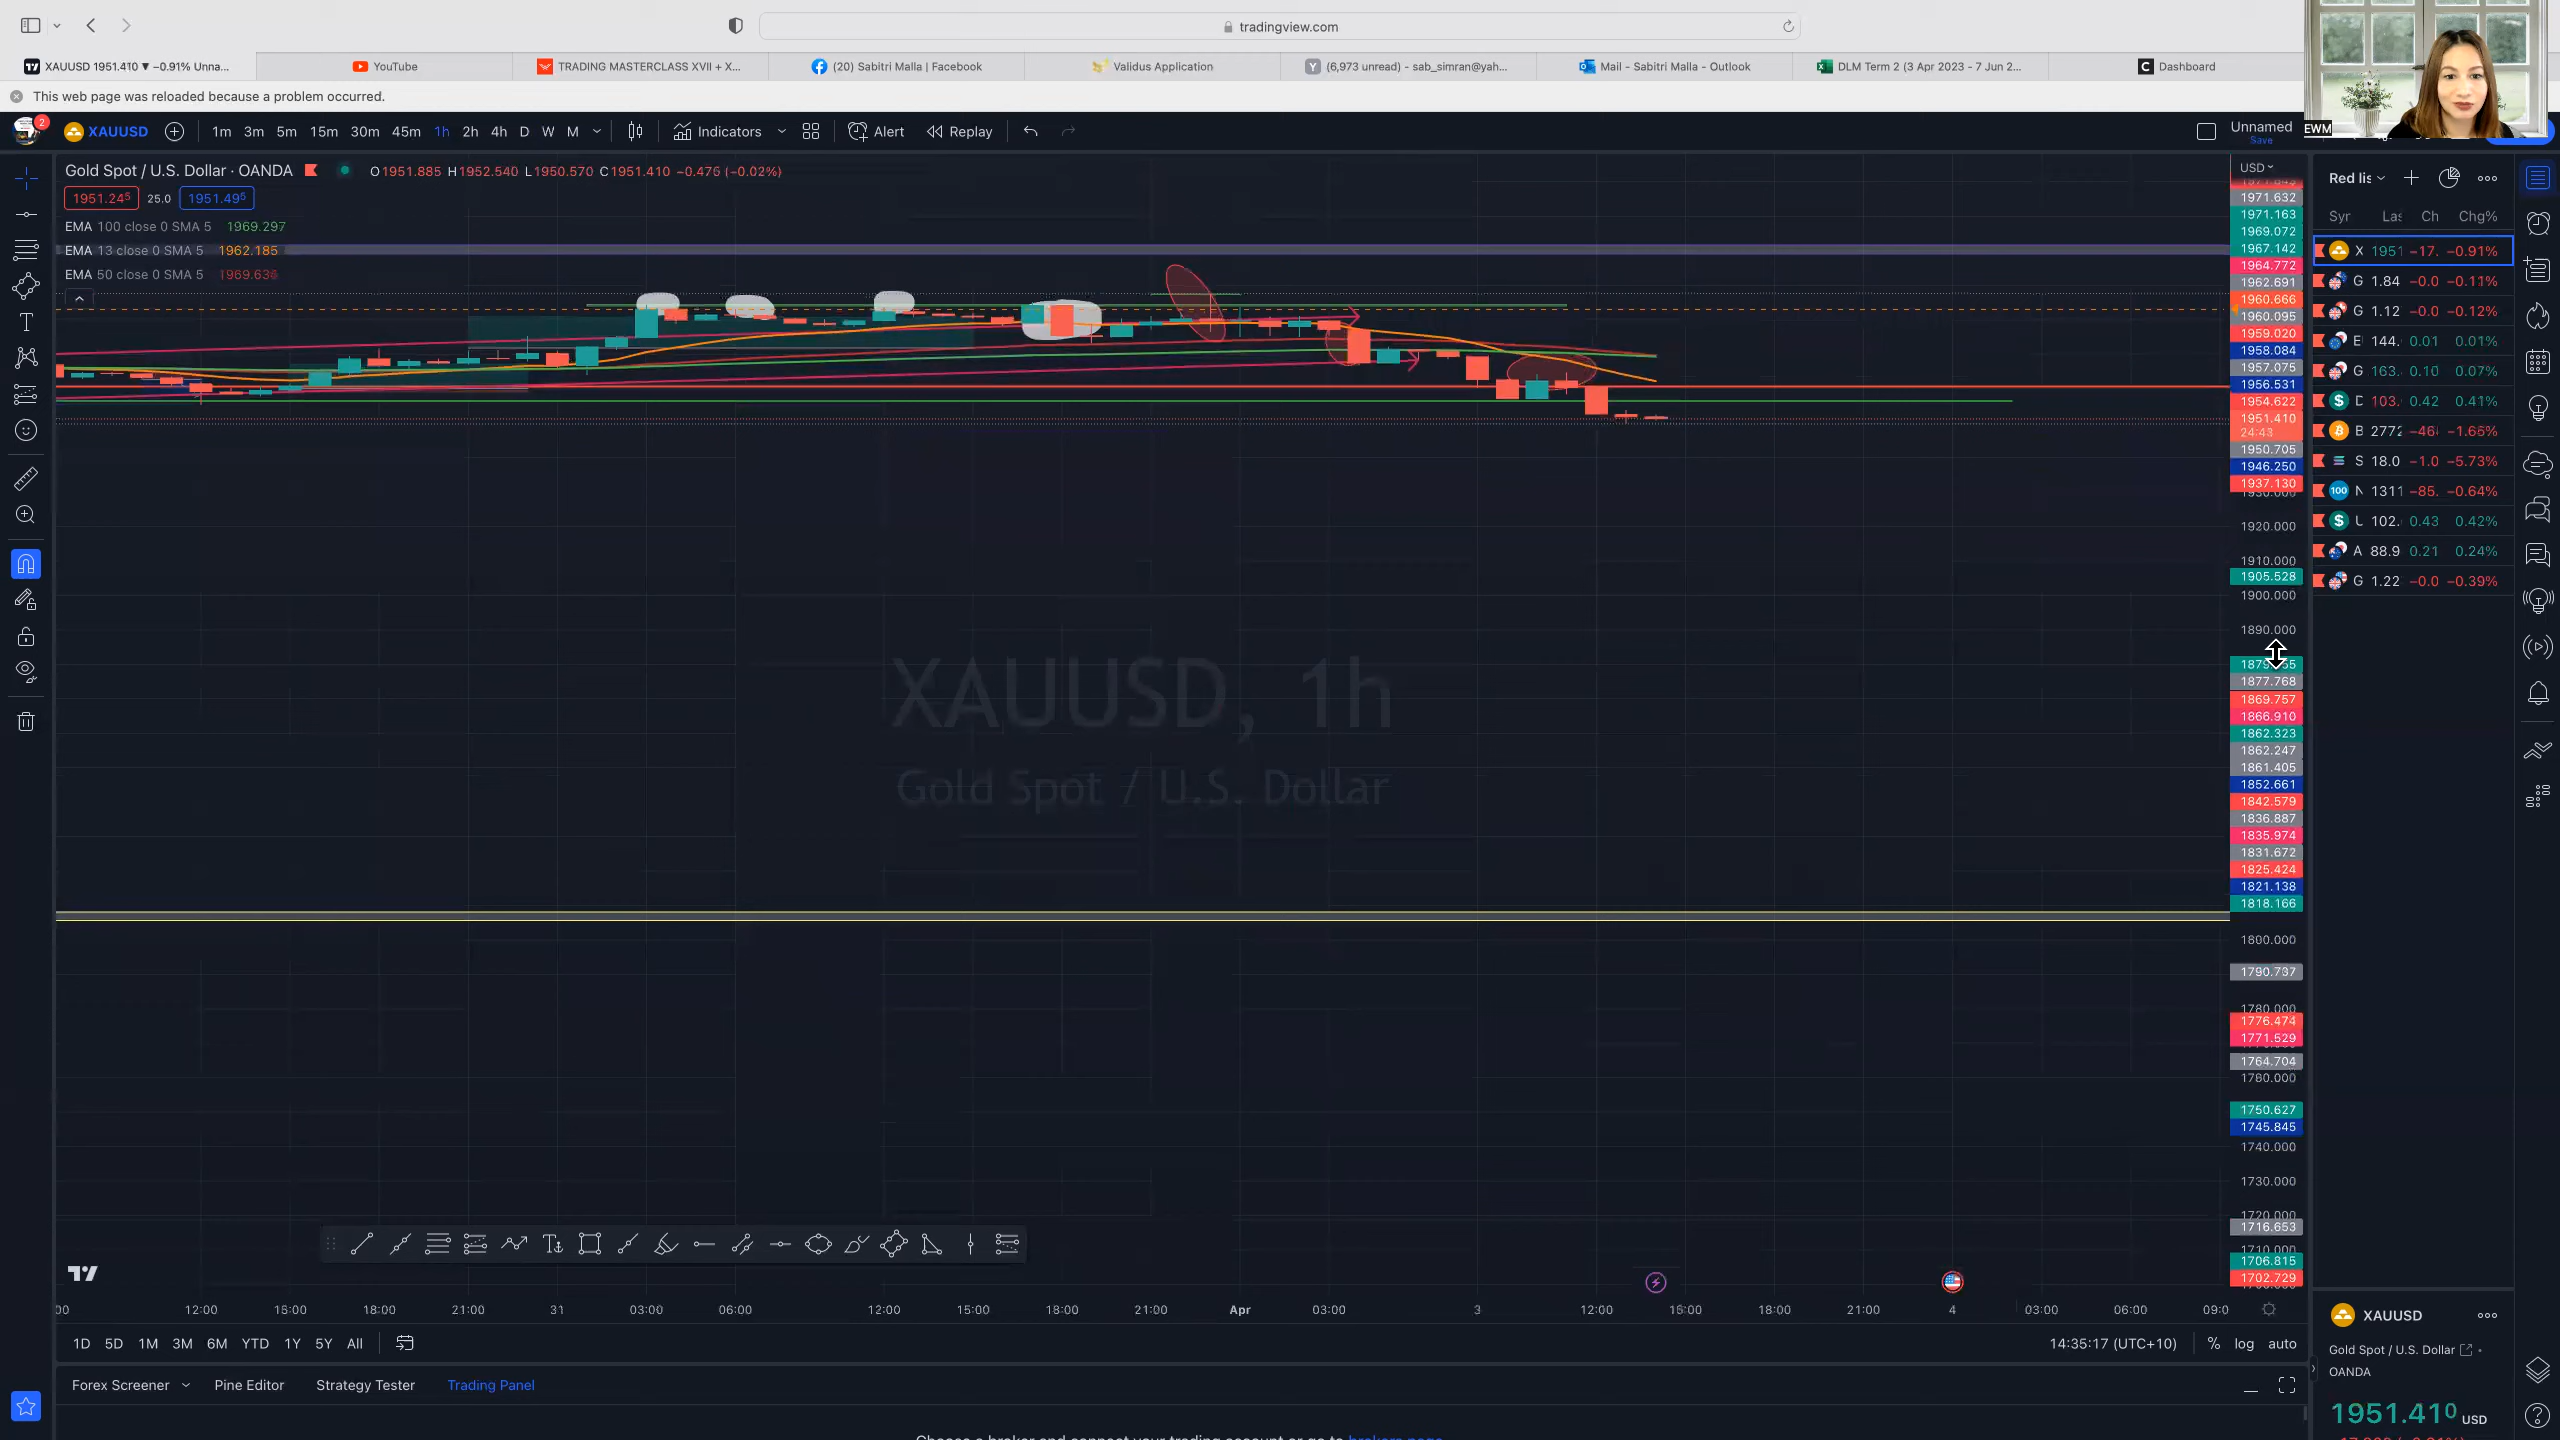 tradingview.com
XAUUSD 1951.410 ▼ −0.91% Unna...
YouTube
TRADING MASTERCLASS XVII + X...
(20) Sabitri Malla | Facebook
Validus Application
(6,973 unread) - sab_simran@yah...
Mail - Sabitri Malla - Outlook
DLM Term 2 (3 Apr 2023 - 7 Jun 2...
Dashboard
This web page was reloaded because a problem occurred.
2
XAUUSD 1m 3m 5m 15m 30m 45m 1h 2h 4h D W M Indicators Alert Replay
Unnamed
Save
EWM
Gold Spot / U.S. Dollar · OANDA O1951.885 H1952.540 L1950.570 C1951.410 −0.476 (−0.02%)
1951.245 25.0 1951.495
EMA 100 close 0 SMA 5 1969.297
EMA 13 close 0 SMA 5 1962.185
EMA 50 close 0 SMA 5
XAUUSD, 1h
Gold Spot / U.S. Dollar
USD
1971.632
1971.163
1969.072
1967.142
1964.772
1962.691
1960.666
1960.095
1959.020
1958.084
1957.075
1956.531
1954.622
1951.410
24:43
1950.705
1946.250
1937.130
1920.000
1910.000
1905.528
1900.000
1890.000
1877.768
1869.757
1866.910
1862.323
1862.247
1861.405
1852.661
1842.579
1836.887
1835.974
1831.672
1825.424
1821.138
1818.166
1800.000
1790.737
1780.000
1776.474
1771.529
1764.704
1750.627
1745.845
1740.000
1730.000
1720.000
1716.653
1710.000
1706.815
1702.729
Red lis
Syr Las Ch Chg%
X 1951 −17. −0.91%
G 1.84 −0.0 −0.11%
G 1.12 −0.0 −0.12%
E 144. 0.01 0.01%
G 163. 0.10 0.07%
D 103. 0.42 0.41%
B 2772 −46 −1.66%
S 18.0 −1.0 −5.73%
100 N 1311 −85. −0.64%
U 102. 0.43 0.42%
A 88.9 0.21 0.24%
G 1.22 −0.0 −0.39%
:00 12:00 15:00 18:00 21:00 31 03:00 06:00 12:00 15:00 18:00 21:00 Apr 03:00 3 12:00 15:00 18:00 21:00 4 03:00 06:00 09:0
1D 5D 1M 3M 6M YTD 1Y 5Y All
14:35:17 (UTC+10) % log auto
Forex Screener Pine Editor Strategy Tester Trading Panel
XAUUSD
Gold Spot / U.S. Dollar
OANDA
1951.410 USD